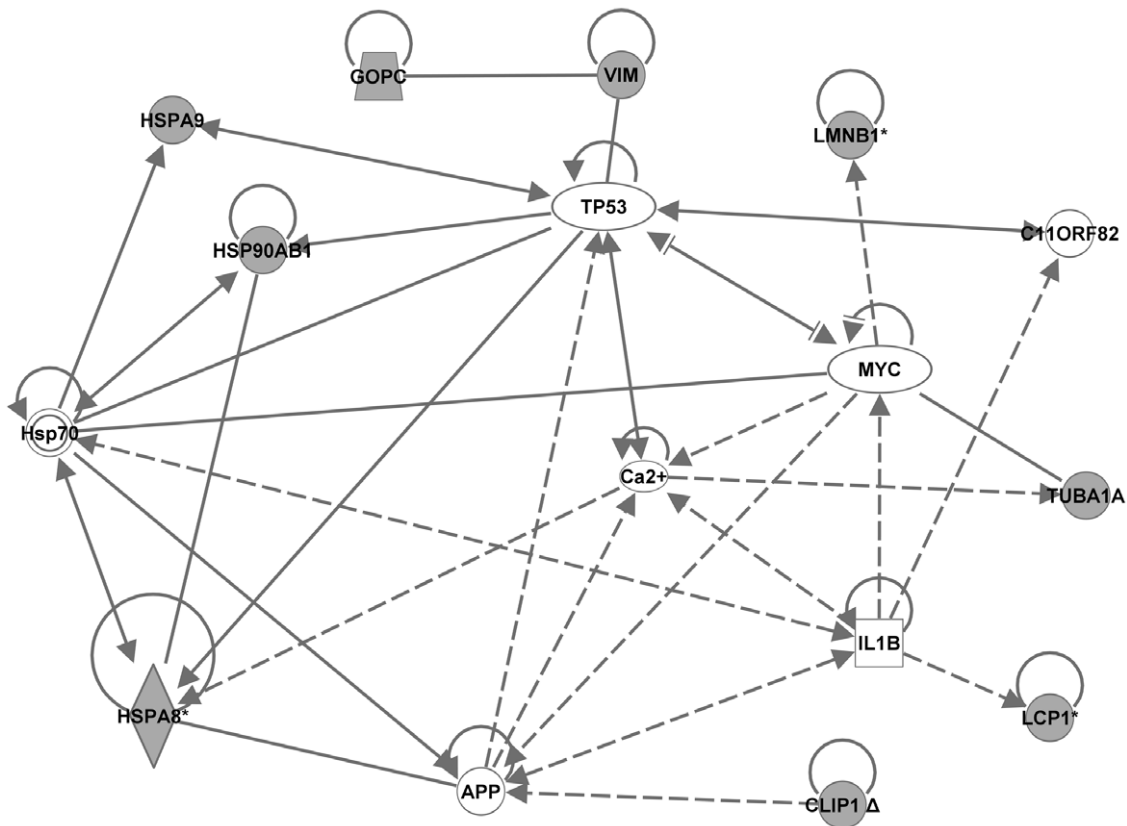 GOPC
VIM
HSPA9
LMNB1*
TP53
C11ORF82
HSP90AB1
MYC
Hsp70
Ca2+
TUBA1A
IL1B
HSPA8*
LCP1*
APP
CLIP1 Δ